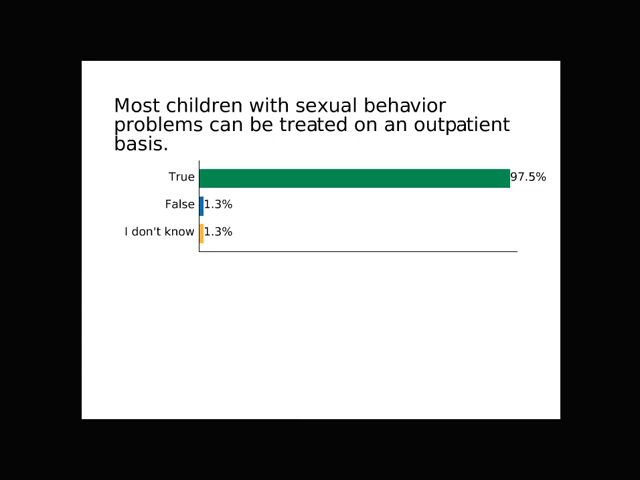 Most children with sexual behavior
problems can be treated on an outpatient
basis.
True 97.5%
False 1.3%
I don't know 1.3%